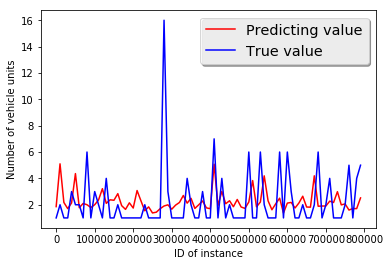 Predicting value
True value
16
14
12
10
8
6
4
2
Number of vehicle units
0 100000 200000 300000 400000 500000 600000 700000 800000
ID of instance